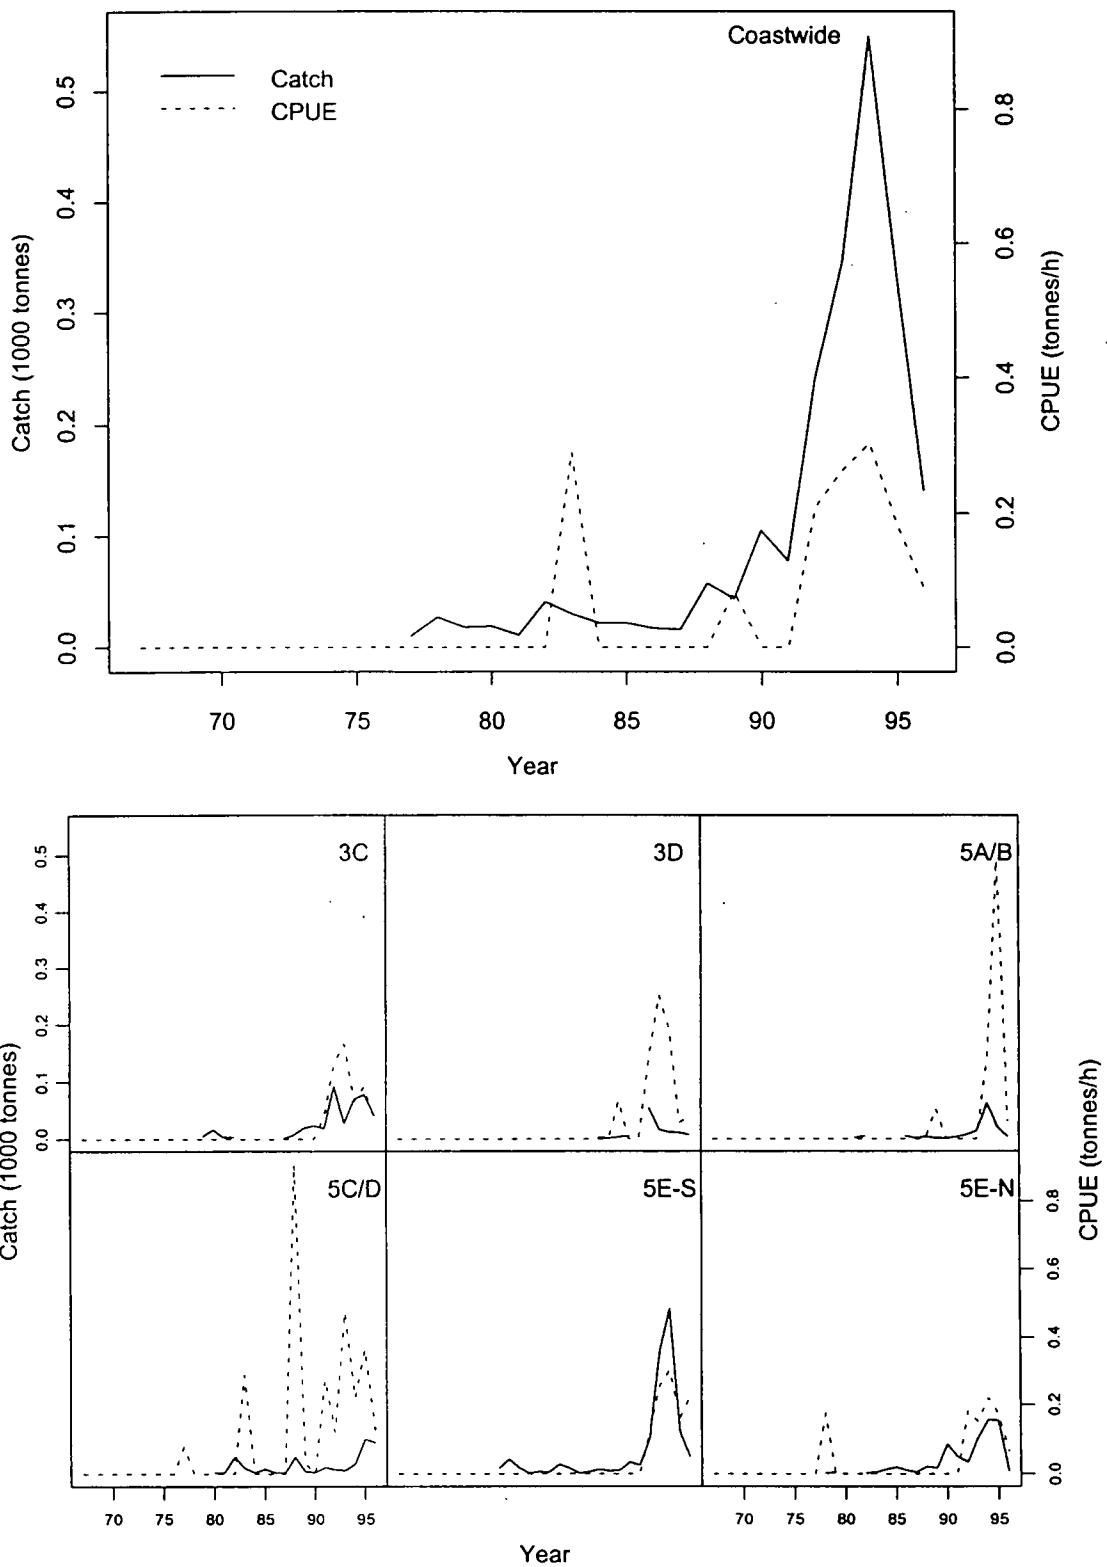 Coastwide
Catch
CPUE
0.5
0.4
0.3
0.2
0.1
0.0
Catch (1000 tonnes)
0.8
0.6
0.4
0.2
0.0
CPUE (tonnes/h)
70 75 80 85 90 95
Year
3C 3D 5A/B
0.5
0.4
0.3
0.2
0.1
0.0
Catch (1000 tonnes)
CPUE (tonnes/h)
5C/D 5E-S 5E-N
0.8
0.6
0.4
0.2
0.0
70 75 80 85 90 95 70 75 80 85 90 95
Year